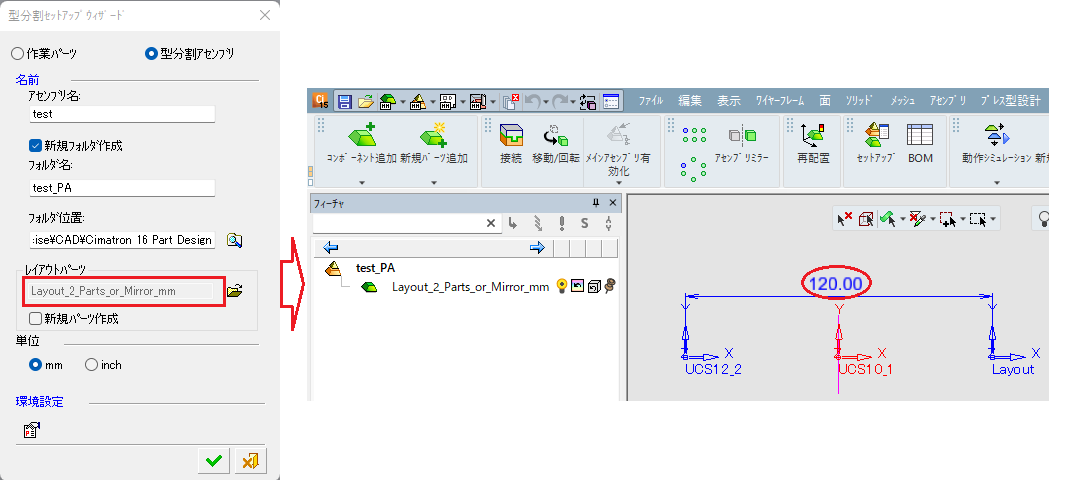 型分割セットアップ ウィザード
作業パーツ
型分割アセンブリ
名前
アセンブリ名:
test
新規フォルダ作成
フォルダ名:
test_PA
フォルダ位置:
:ise¥CAD¥Cimatron 16 Part Design
レイアウトパーツ
Layout_2_Parts_or_Mirror_mm
新規パーツ作成
単位
mm
inch
環境設定
Ci
15
ファイル
編集
表示
ワイヤーフレーム
面
ソリッド
メッシュ
アセンブリ
プレス型設計
コンポーネント追加
新規パーツ追加
接続
移動/回転
メインアセンブリ有
効化
アセンブリミラー
再配置
セットアップ
BOM
動作シミュレーション
新規
フィーチャ
S
test_PA
Layout_2_Parts_or_Mirror_mm
120.00
Y
Y
Y
X
X
X
UCS12_2
UCS10_1
Layout